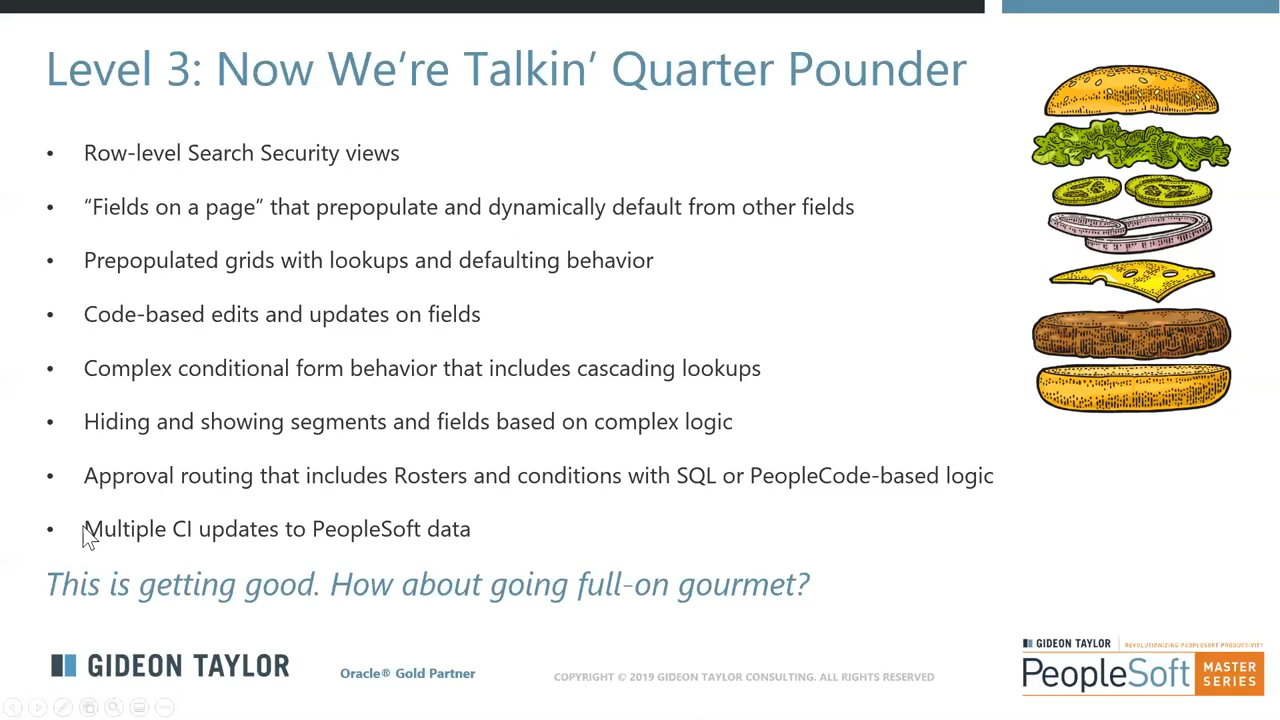 Level 3: Now We’re Talkin’ Quarter Pounder
• Row-level Search Security views
• “Fields on a page” that prepopulate and dynamically default from other fields
• Prepopulated grids with lookups and defaulting behavior
• Code-based edits and updates on fields
• Complex conditional form behavior that includes cascading lookups
• Hiding and showing segments and fields based on complex logic
• Approval routing that includes Rosters and conditions with SQL or PeopleCode-based logic
• Multiple CI updates to PeopleSoft data
This is getting good. How about going full-on gourmet?
GIDEON TAYLOR
Oracle® Gold Partner
COPYRIGHT © 2019 GIDEON TAYLOR CONSULTING. ALL RIGHTS RESERVED
GIDEON TAYLOR REVOLUTIONIZING PEOPLESOFT PRODUCTIVITY
PeopleSoft MASTER SERIES